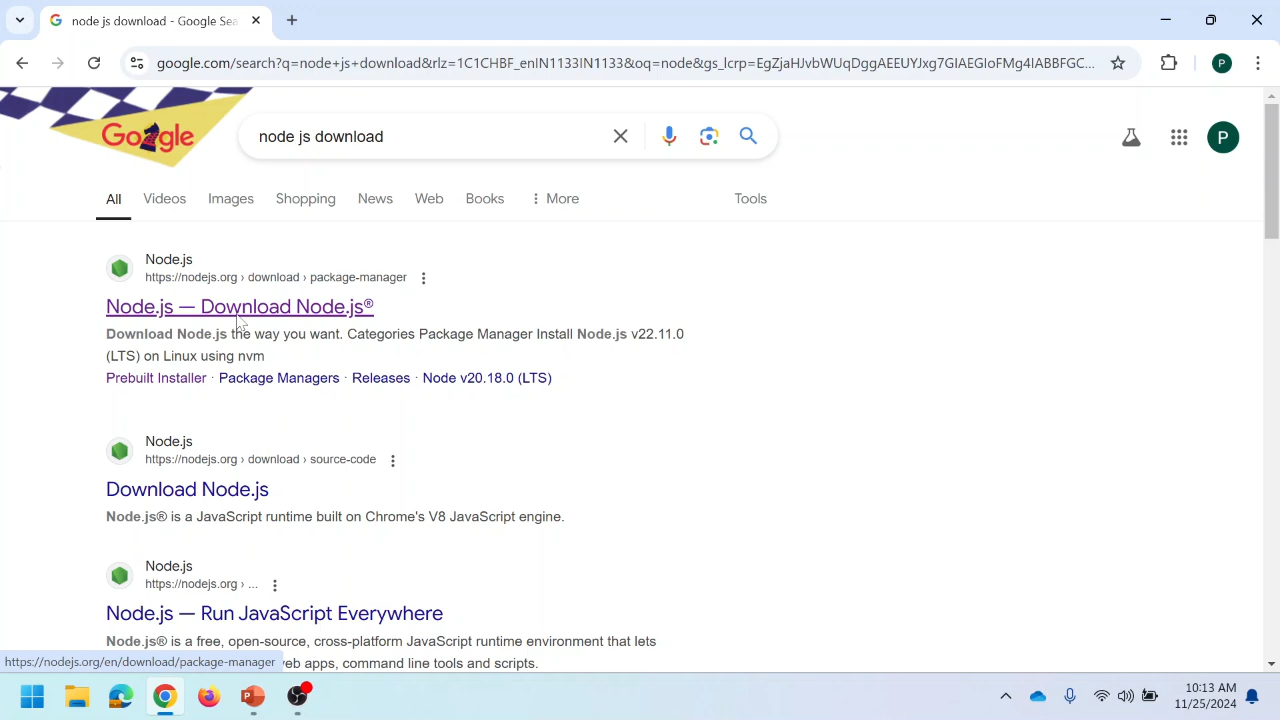 node js download - Google Sea
google.com/search?q=node+js+download&rlz=1C1CHBF_enIN1133IN1133&oq=node&gs_lcrp=EgZjaHJvbWUqDggAEEUYJxg7GIAEGIoFMg4IABBFGC...
P
Google
node js download
P
All Videos Images Shopping News Web Books More Tools
Node.js
https://nodejs.org › download › package-manager
Node.js — Download Node.js®
Download Node.js the way you want. Categories Package Manager Install Node.js v22.11.0
(LTS) on Linux using nvm
Prebuilt Installer · Package Managers · Releases · Node v20.18.0 (LTS)
Node.js
https://nodejs.org › download › source-code
Download Node.js
Node.js® is a JavaScript runtime built on Chrome's V8 JavaScript engine.
Node.js
https://nodejs.org › ...
Node.js — Run JavaScript Everywhere
Node.js® is a free, open-source, cross-platform JavaScript runtime environment that lets
https://nodejs.org/en/download/package-manager
eb apps, command line tools and scripts.
10:13 AM
11/25/2024